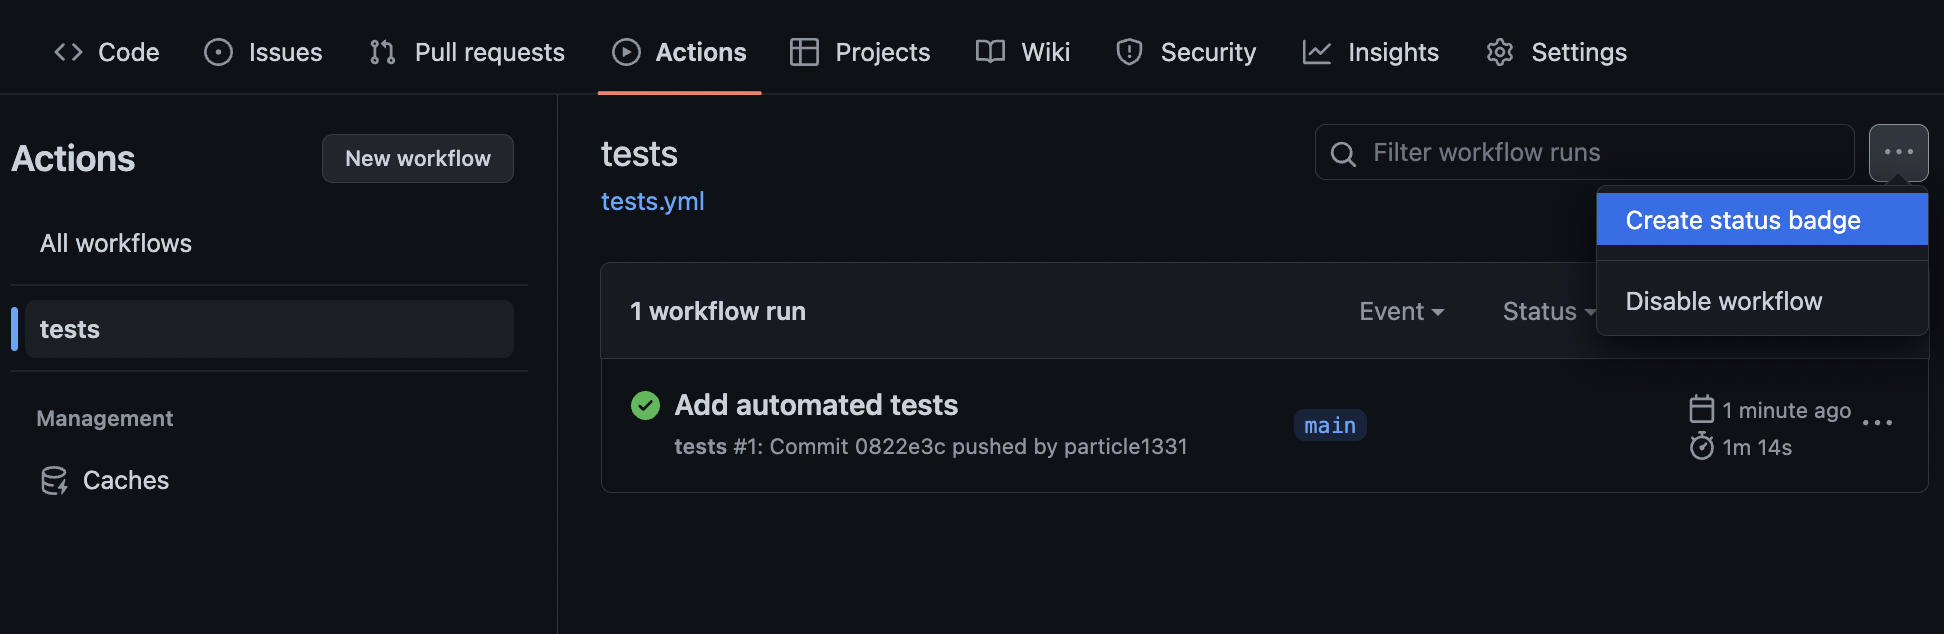 Code Issues Pull requests Actions Projects Wiki Security Insights Settings
Actions
New workflow
All workflows
tests
Management
Caches
tests
tests.yml
Filter workflow runs
Create status badge
Disable workflow
1 workflow run
Event
Status
Add automated tests
tests #1: Commit 0822e3c pushed by particle1331
main
1 minute ago
1m 14s